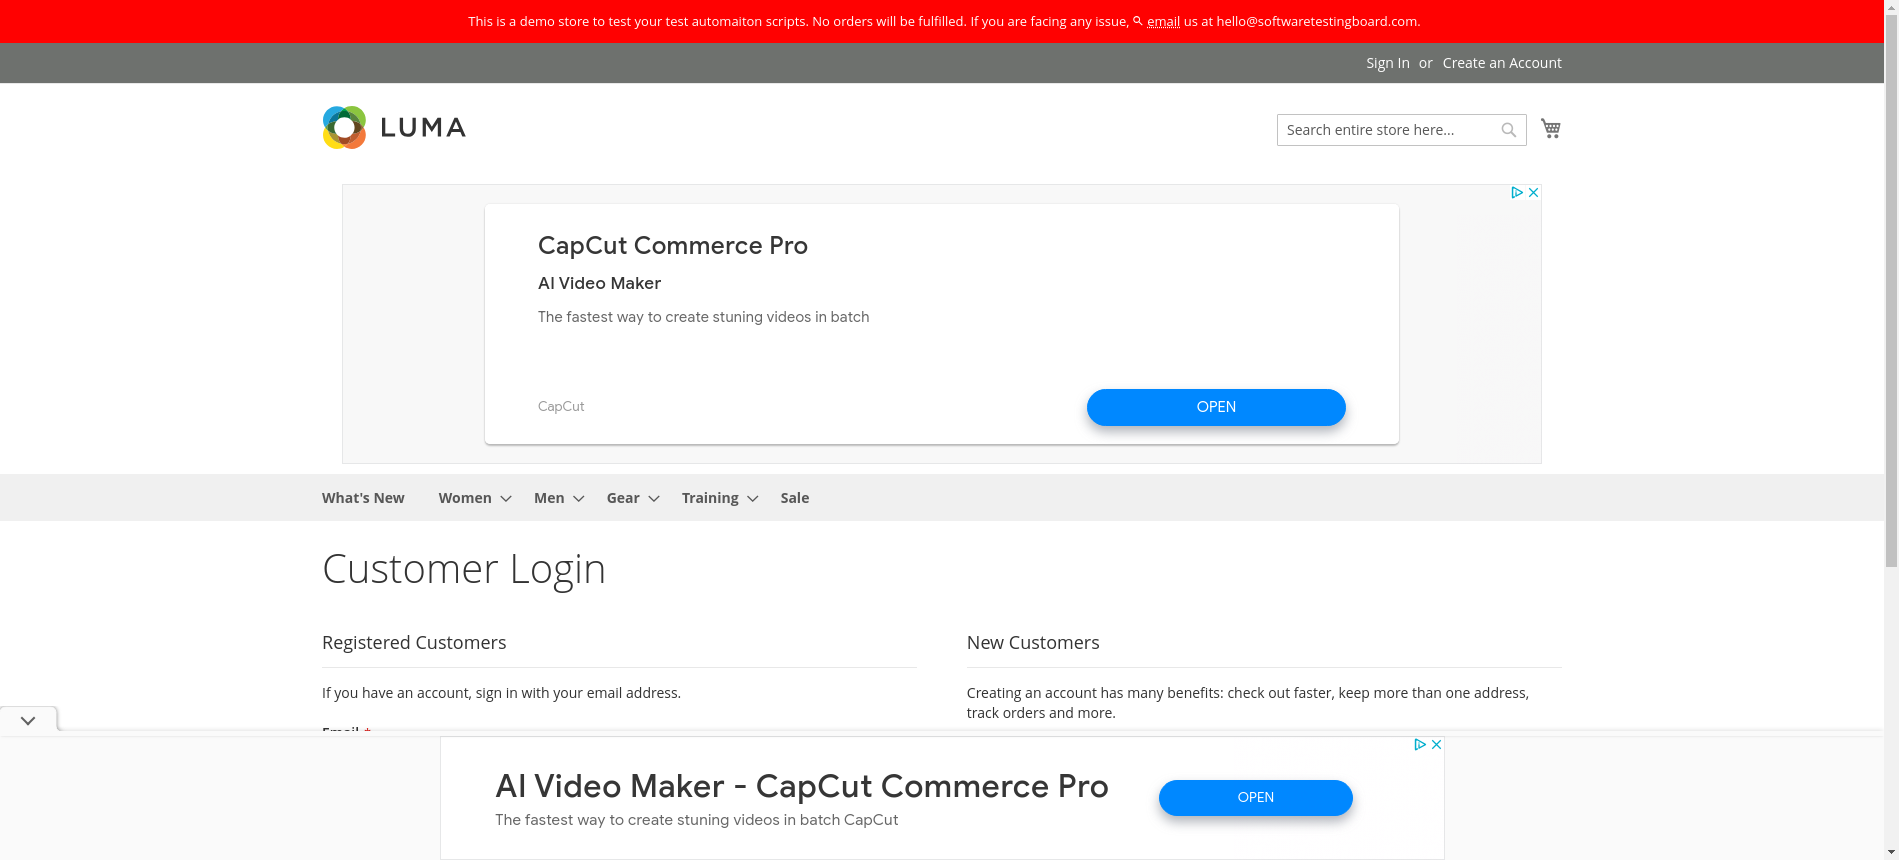 This is a demo store to test your test automaiton scripts. No orders will be fulfilled. If you are facing any issue, email us at hello@softwaretestingboard.com.
Sign In or Create an Account
LUMA
Search entire store here...
CapCut Commerce Pro
AI Video Maker
The fastest way to create stuning videos in batch
CapCut
OPEN
What's New Women Men Gear Training Sale
Customer Login
Registered Customers
If you have an account, sign in with your email address.
Email *
New Customers
Creating an account has many benefits: check out faster, keep more than one address,
track orders and more.
AI Video Maker - CapCut Commerce Pro
The fastest way to create stuning videos in batch CapCut
OPEN